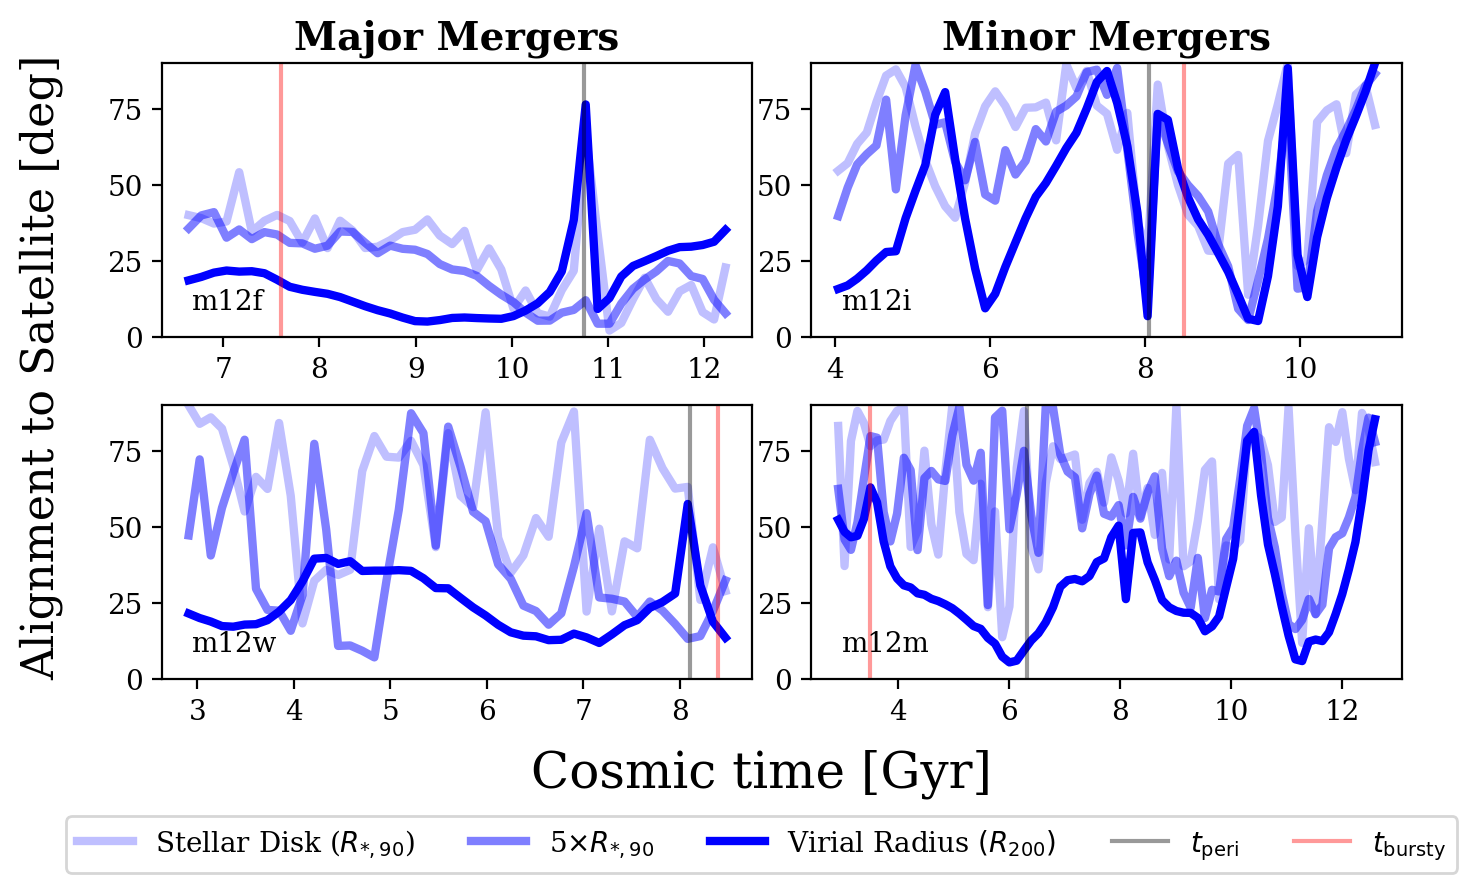 Major Mergers
Minor Mergers
Alignment to Satellite [deg]
75
50
25
0
m12f
7 8 9 10 11 12
75
50
25
0
m12i
4 6 8 10
75
50
25
0
m12w
3 4 5 6 7 8
75
50
25
0
m12m
4 6 8 10 12
Cosmic time [Gyr]
Stellar Disk (R*,90) 5×R*,90 Virial Radius (R200) tperi tbursty